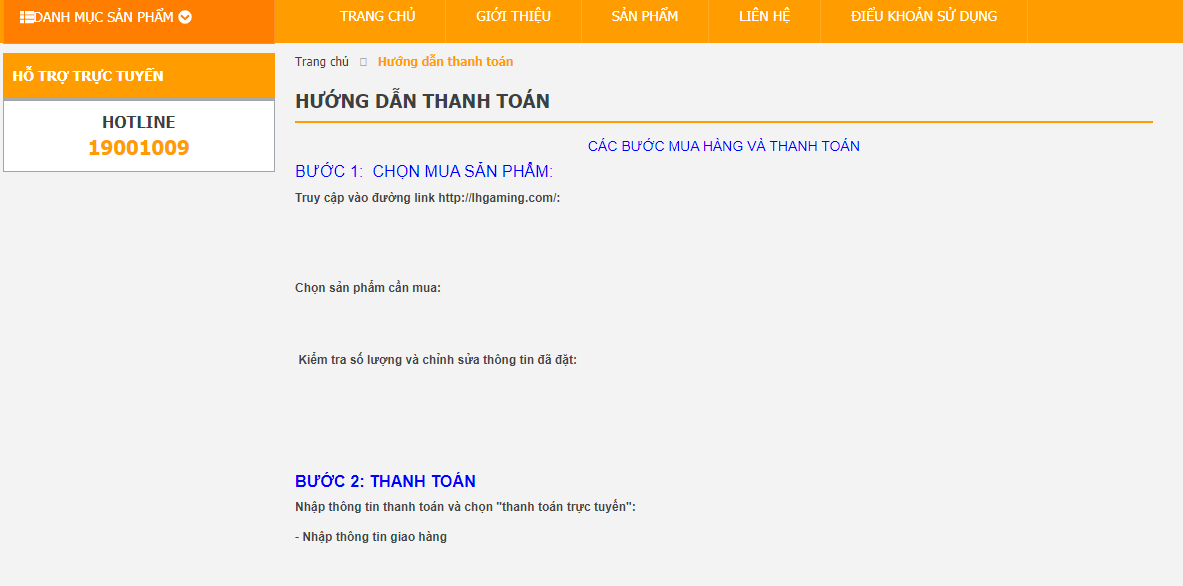 DANH MỤC SẢN PHẨM
TRANG CHỦ
GIỚI THIỆU
SẢN PHẨM
LIÊN HỆ
ĐIỀU KHOẢN SỬ DỤNG
HỖ TRỢ TRỰC TUYẾN
HOTLINE
19001009
Trang chủ Hướng dẫn thanh toán
HƯỚNG DẪN THANH TOÁN
CÁC BƯỚC MUA HÀNG VÀ THANH TOÁN
BƯỚC 1: CHỌN MUA SẢN PHẨM:
Truy cập vào đường link http://lhgaming.com/:
Chọn sản phẩm cần mua:
Kiểm tra số lượng và chỉnh sửa thông tin đã đặt:
BƯỚC 2: THANH TOÁN
Nhập thông tin thanh toán và chọn "thanh toán trực tuyến":
- Nhập thông tin giao hàng